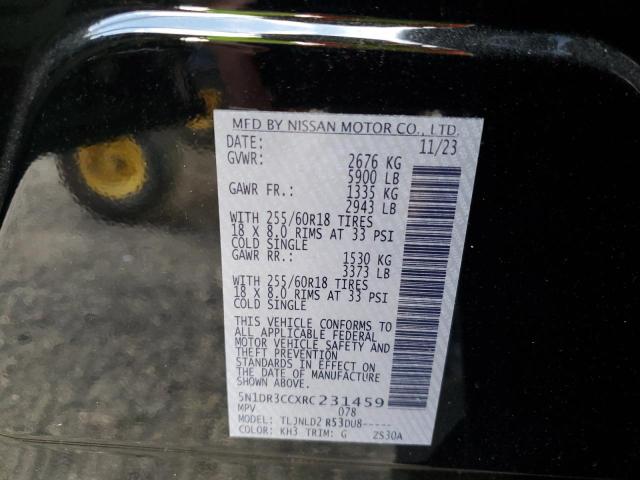 MFD BY NISSAN MOTOR CO., LTD.
DATE: 11/23
GVWR: 2676 KG
5900 LB
GAWR FR.: 1335 KG
2943 LB
WITH 255/60R18 TIRES
18 X 8.0 RIMS AT 33 PSI
COLD SINGLE
GAWR RR.: 1530 KG
3373 LB
WITH 255/60R18 TIRES
18 X 8.0 RIMS AT 33 PSI
COLD SINGLE
THIS VEHICLE CONFORMS TO
ALL APPLICABLE FEDERAL
MOTOR VEHICLE SAFETY AND
THEFT PREVENTION
STANDARDS IN EFFECT ON
THE DATE OF MANUFACTURE
SHOWN ABOVE.
5N1DR3CCXRC231459
MPV 078
MODEL: TLJNLD2 R53DU8-----
COLOR: KH3 TRIM: G ZS30A